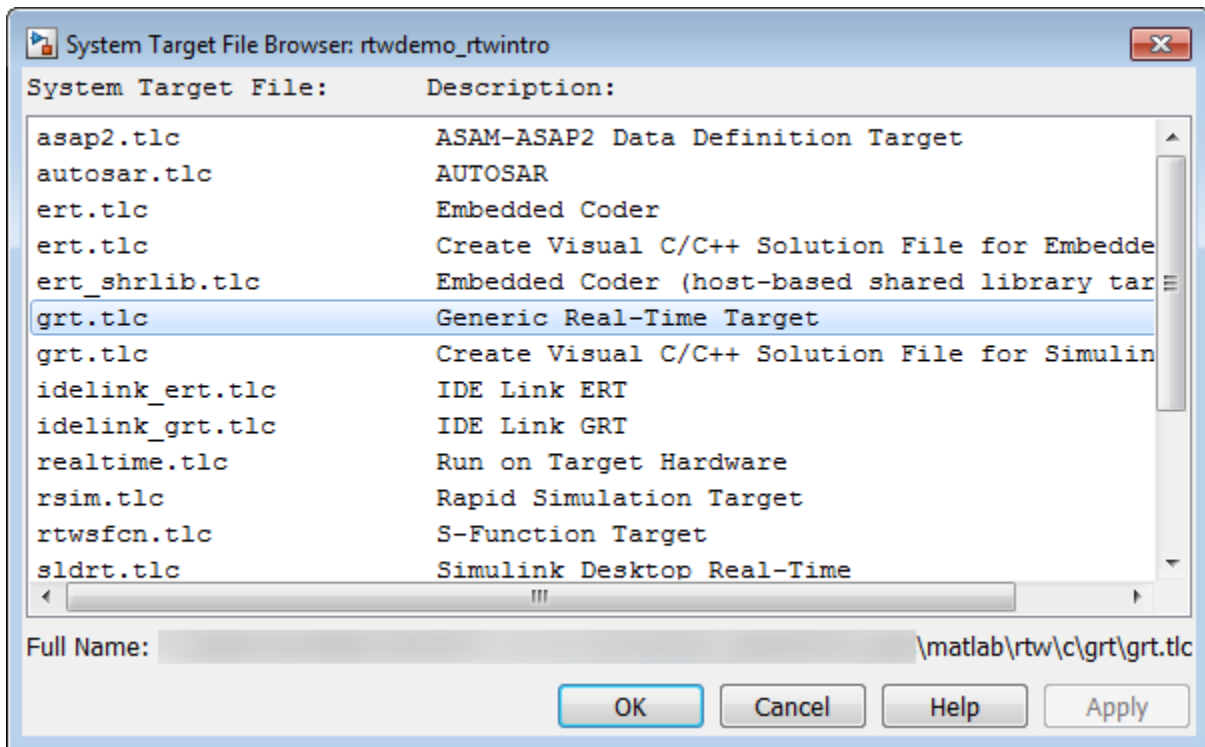 System Target File Browser: rtwdemo_rtwintro
System Target File: Description:
asap2.tlc ASAM-ASAP2 Data Definition Target
autosar.tlc AUTOSAR
ert.tlc Embedded Coder
ert.tlc Create Visual C/C++ Solution File for Embedde
ert_shrlib.tlc Embedded Coder (host-based shared library tar
grt.tlc Generic Real-Time Target
grt.tlc Create Visual C/C++ Solution File for Simulin
idelink_ert.tlc IDE Link ERT
idelink_grt.tlc IDE Link GRT
realtime.tlc Run on Target Hardware
rsim.tlc Rapid Simulation Target
rtwsfcn.tlc S-Function Target
sldrt.tlc Simulink Desktop Real-Time
Full Name: \matlab\rtw\c\grt\grt.tlc
OK Cancel Help Apply